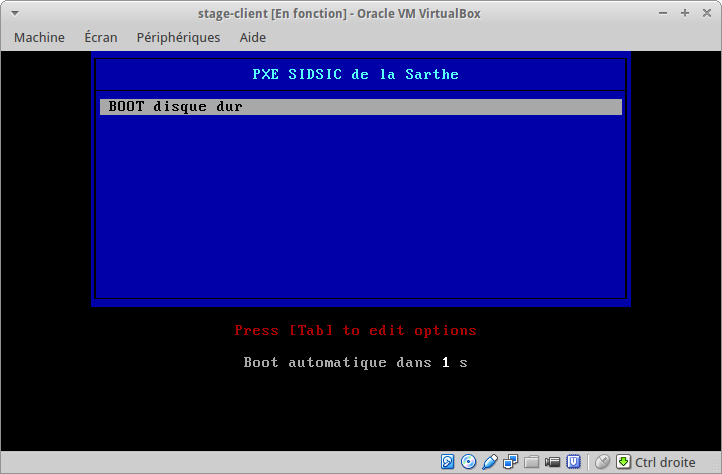 stage-client [En fonction] - Oracle VM VirtualBox
Machine Écran Périphériques Aide
PXE SIDSIC de la Sarthe
BOOT disque dur
Press [Tab] to edit options
Boot automatique dans 1 s
Ctrl droite